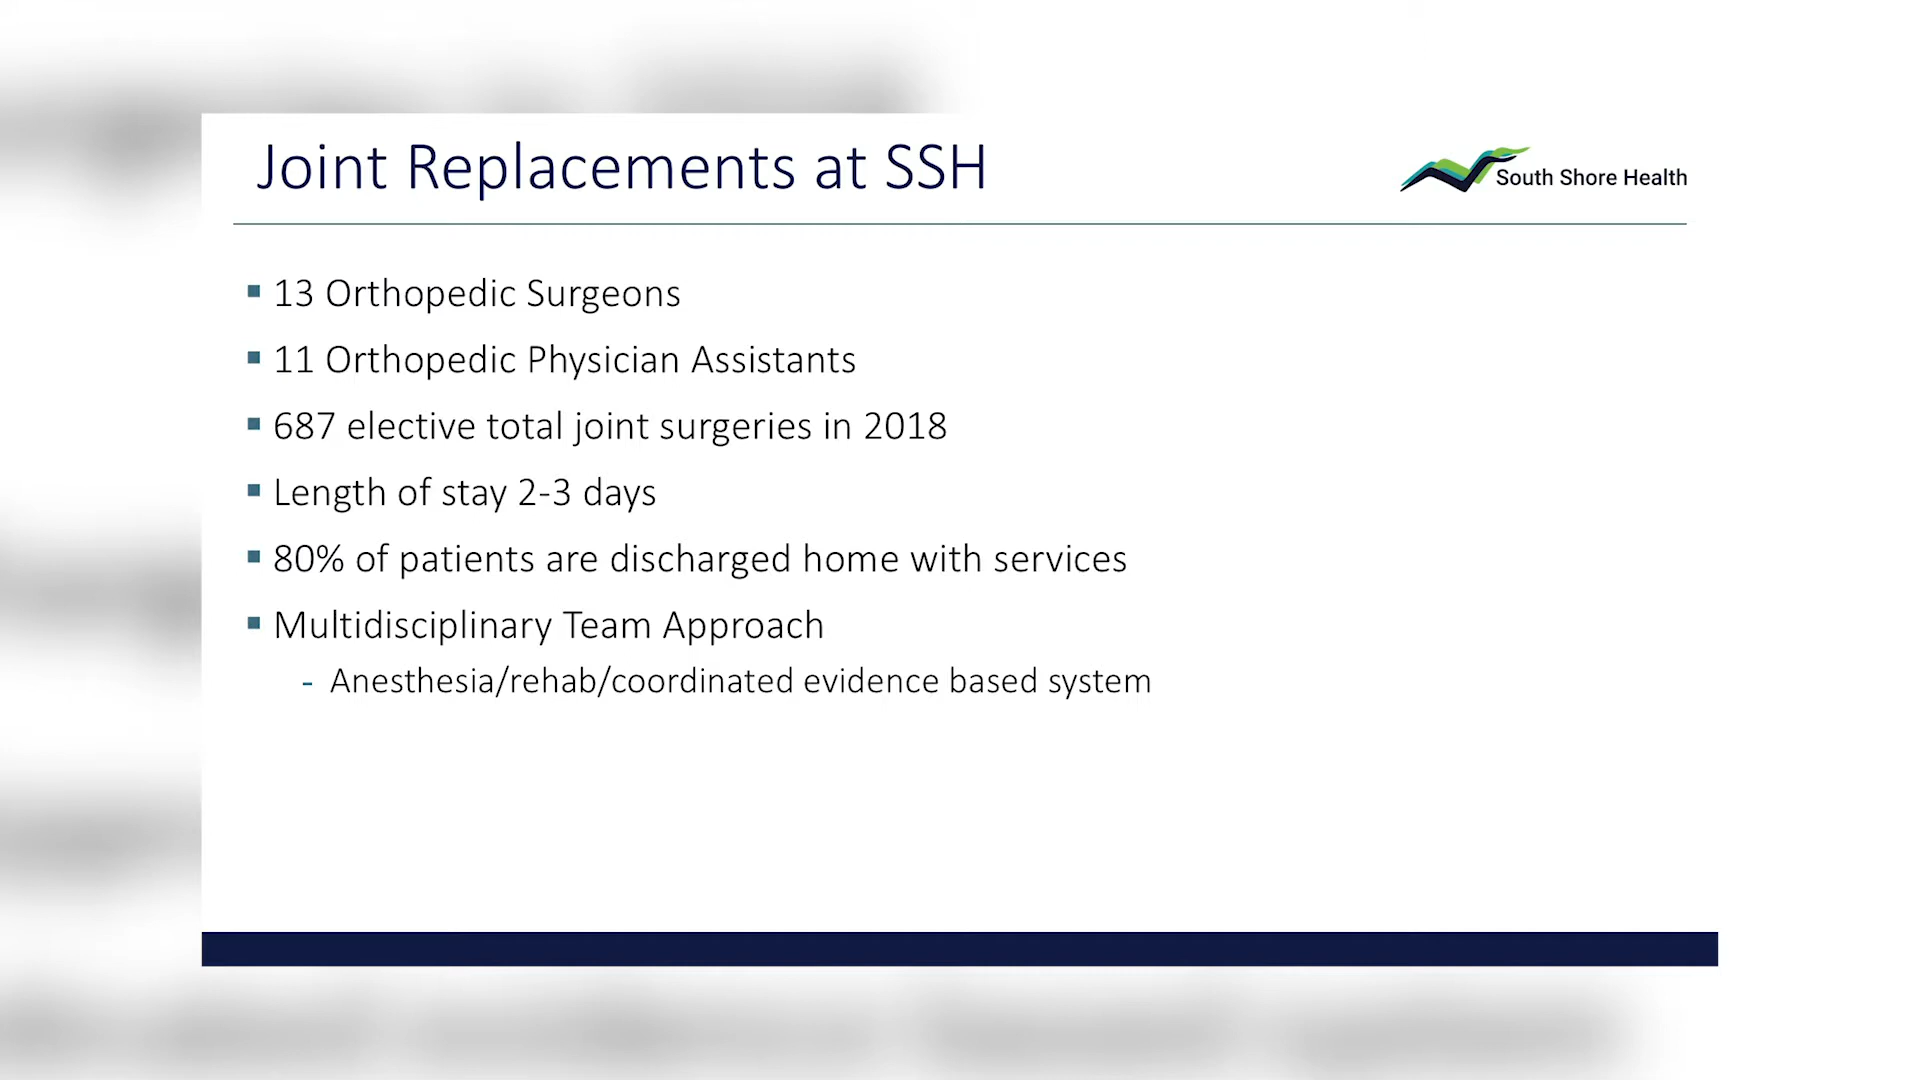 Joint Replacements at SSH
South Shore Health
13 Orthopedic Surgeons
11 Orthopedic Physician Assistants
687 elective total joint surgeries in 2018
Length of stay 2-3 days
80% of patients are discharged home with services
Multidisciplinary Team Approach
- Anesthesia/rehab/coordinated evidence based system